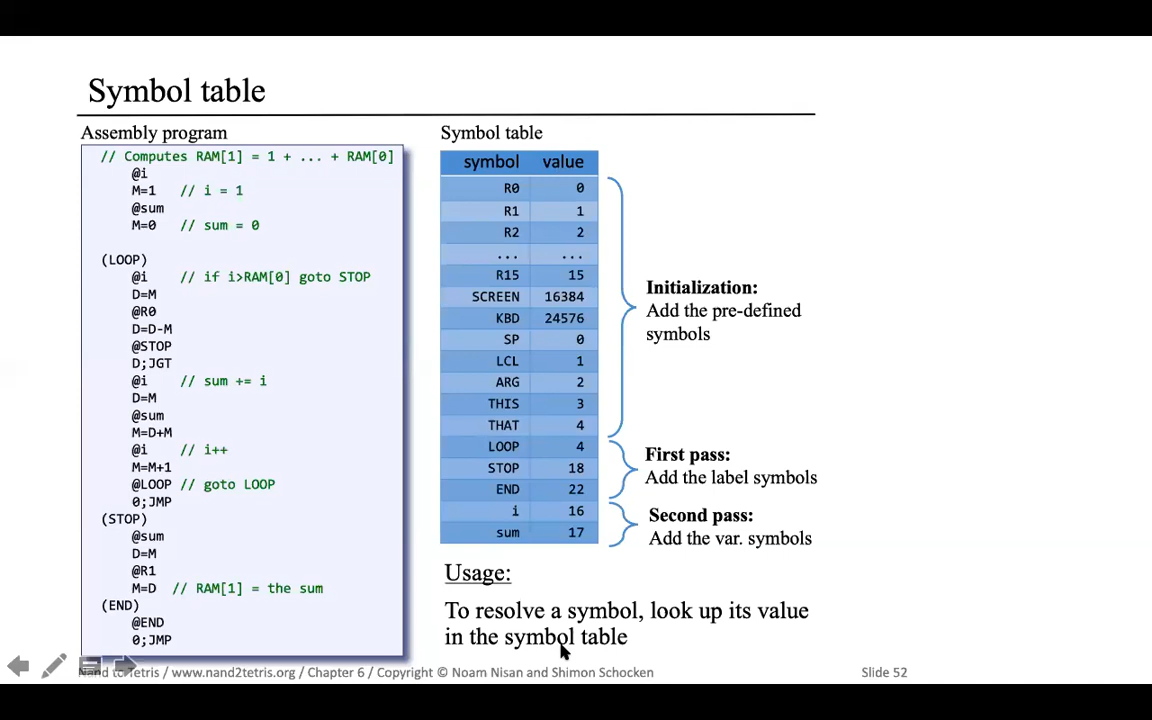 Symbol table
Assembly program
// Computes RAM[1] = 1 + ... + RAM[0]
@i
M=1 // i = 1
@sum
M=0 // sum = 0
(LOOP)
@i // if i>RAM[0] goto STOP
D=M
@R0
D=D-M
@STOP
D;JGT
@i // sum += i
D=M
@sum
M=D+M
@i // i++
M=M+1
@LOOP // goto LOOP
0;JMP
(STOP)
@sum
D=M
@R1
M=D // RAM[1] = the sum
(END)
@END
0;JMP
Symbol table
symbol value
R0 0
R1 1
R2 2
... ...
R15 15
SCREEN 16384
KBD 24576
SP 0
LCL 1
ARG 2
THIS 3
THAT 4
LOOP 4
STOP 18
END 22
i 16
sum 17
Initialization:
Add the pre-defined
symbols
First pass:
Add the label symbols
Second pass:
Add the var. symbols
Usage:
To resolve a symbol, look up its value
in the symbol table
Nand to Tetris / www.nand2tetris.org / Chapter 6 / Copyright © Noam Nisan and Shimon Schocken
Slide 52